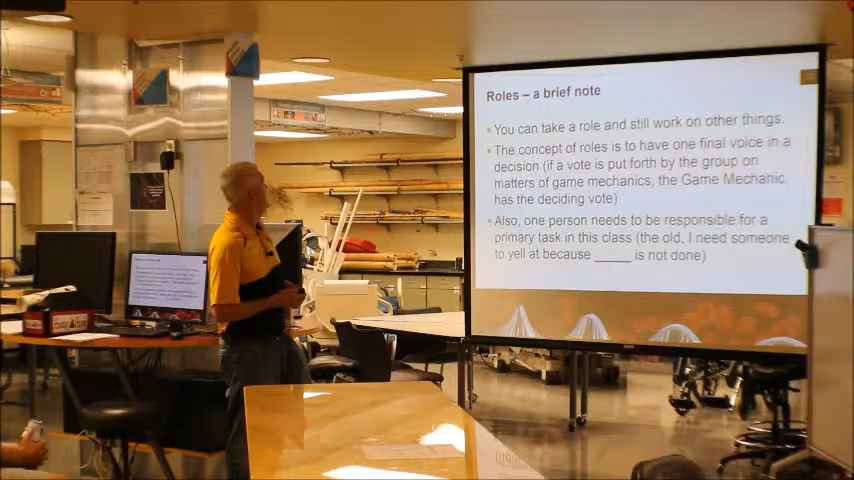 Roles – a brief note
▪ You can take a role and still work on other things.
▪ The concept of roles is to have one final voice in a
decision (if a vote is put forth by the group on
matters of game mechanics, the Game Mechanic
has the deciding vote)
▪ Also, one person needs to be responsible for a
primary task in this class (the old, I need someone
to yell at because _____ is not done)